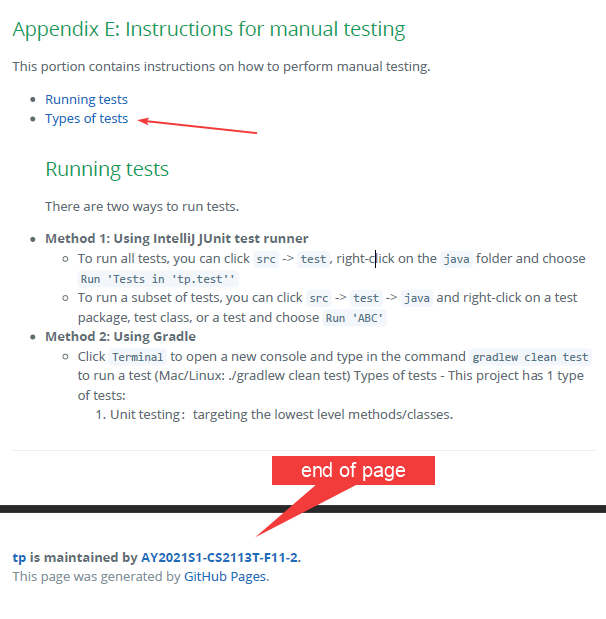 Appendix E: Instructions for manual testing
This portion contains instructions on how to perform manual testing.
• Running tests
• Types of tests
Running tests
There are two ways to run tests.
• Method 1: Using IntelliJ JUnit test runner
◦ To run all tests, you can click src -> test, right-click on the java folder and choose
Run 'Tests in 'tp.test''
◦ To run a subset of tests, you can click src -> test -> java and right-click on a test
package, test class, or a test and choose Run 'ABC'
• Method 2: Using Gradle
◦ Click Terminal to open a new console and type in the command gradlew clean test
to run a test (Mac/Linux: ./gradlew clean test) Types of tests - This project has 1 type
of tests:
1. Unit testing: targeting the lowest level methods/classes.
end of page
tp is maintained by AY2021S1-CS2113T-F11-2.
This page was generated by GitHub Pages.